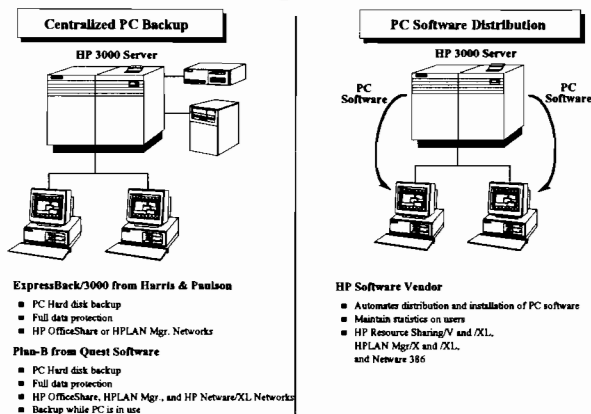 Centralized PC Backup
HP 3000 Server
ExpressBack/3000 from Harris & Paulson
■ PC Hard disk backup
■ Full data protection
■ HP OfficeShare or HPLAN Mgr. Networks
Plan-B from Quest Software
■ PC Hard disk backup
■ Full data protection
■ HP OfficeShare, HPLAN Mgr., and HP Netware/XL Networks
■ Backup while PC is in use
PC Software Distribution
HP 3000 Server
PC
Software
PC
Software
HP Software Vendor
■ Automates distribution and installation of PC software
■ Maintain statistics on users
■ HP Resource Sharing/V and /XL,
HPLAN Mgr/X and /XL,
and Netware 386